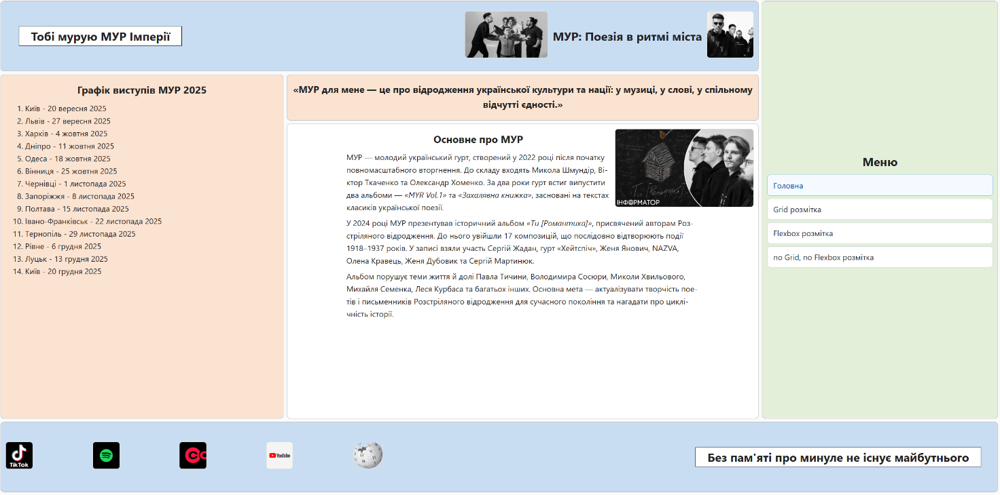 Тобі мурую МУР Імперії
МУР: Поезія в ритмі міста
Графік виступів МУР 2025
1. Київ - 20 вересня 2025
2. Львів - 27 вересня 2025
3. Харків - 4 жовтня 2025
4. Дніпро - 11 жовтня 2025
5. Одеса - 18 жовтня 2025
6. Вінниця - 25 жовтня 2025
7. Чернівці - 1 листопада 2025
8. Запоріжжя - 8 листопада 2025
9. Полтава - 15 листопада 2025
10. Івано-Франківськ - 22 листопада 2025
11. Тернопіль - 29 листопада 2025
12. Рівне - 6 грудня 2025
13. Луцьк - 13 грудня 2025
14. Київ - 20 грудня 2025
«МУР для мене — це про відродження української культури та нації: у музиці, у слові, у спільному
відчутті єдності.»
Основне про МУР
МУР — молодий український гурт, створений у 2022 році після початку
повномасштабного вторгнення. До складу входять Микола Шмундір, Ві-
ктор Ткаченко та Олександр Хоменко. За два роки гурт встиг випустити
два альбоми — «MYR Vol.1» та «Захалявна книжка», засновані на текстах
класиків української поезії.
Ти [Романтика]
ІНФОРМАТОР
У 2024 році МУР презентував історичний альбом «Ти [Романтика]», присвячений авторам Роз-
стріляного відродження. До нього увійшли 17 композицій, що послідовно відтворюють події
1918–1937 років. У записі взяли участь Сергій Жадан, гурт «Хейтспіч», Женя Янович, NAZVA,
Олена Кравець, Женя Дубовик та Сергій Мартинюк.
Альбом порушує теми життя й долі Павла Тичини, Володимира Сосюри, Миколи Хвильового,
Михайля Семенка, Леся Курбаса та багатьох інших. Основна мета — актуалізувати творчість пое-
тів і письменників Розстріляного відродження для сучасного покоління та нагадати про циклі-
чність історії.
Меню
Головна
Grid розмітка
Flexbox розмітка
no Grid, no Flexbox розмітка
TikTok
YouTube
Без пам'яті про минуле не існує майбутнього